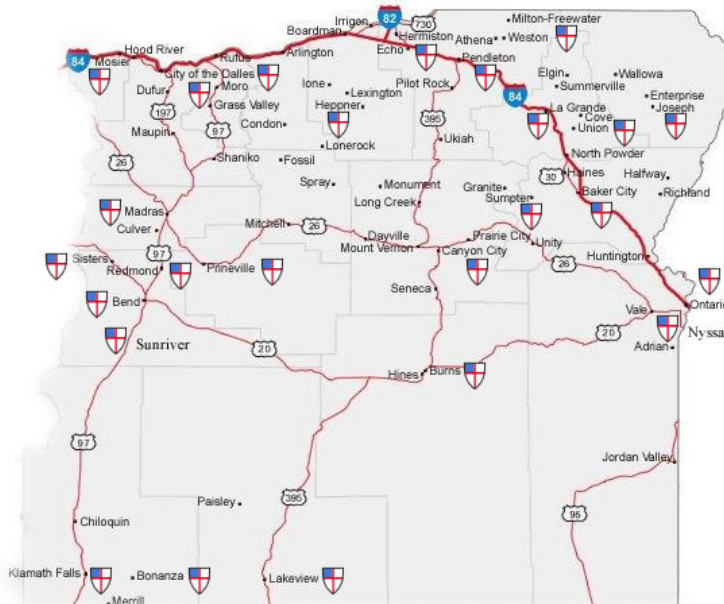 Irrigon
82
730
Milton-Freewater
Boardman
Hermiston
Athena
Weston
Echo
84
Mosier
Hood River
Rufus
Arlington
Pendleton
City of the Dalles
Elgin
Wallowa
Dufur
Moro
Ione
Lexington
Pilot Rock
Summerville
84
Enterprise
Joseph
197
Grass Valley
Heppner
La Grande
Cove
Union
Maupin
97
Condon
395
Ukiah
Lonerock
26
Shaniko
Fossil
North Powder
Haines
Halfway
30
Spray
Monument
Granite
Baker City
Richland
Long Creek
Sumpter
Madras
Culver
Mitchell
26
Dayville
Prairie City
Unity
Mount Vernon
Canyon City
Huntington
Sisters
97
Redmond
Prineville
26
Seneca
Bend
Vale
Ontario
Sunriver
20
20
Nyssa
Adrian
Hines
Burns
97
Jordan Valley
395
Paisley
95
Chiloquin
Klamath Falls
Bonanza
Lakeview
Merrill